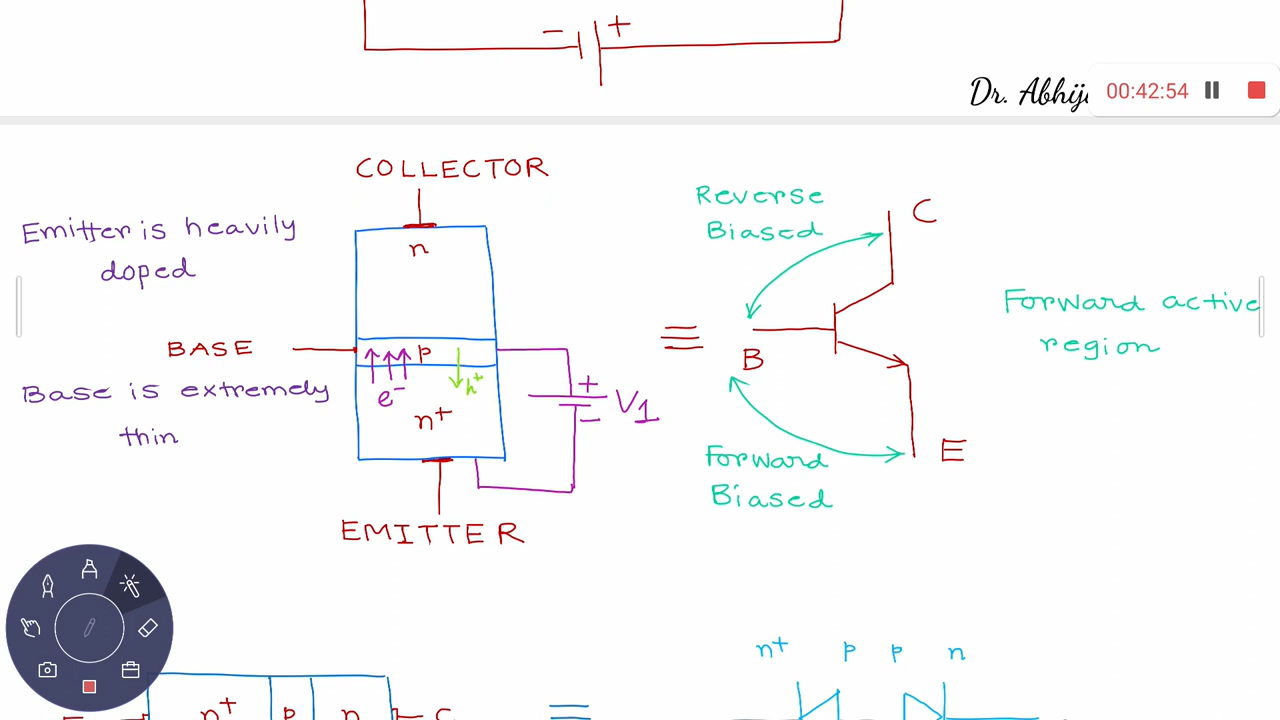 − +
Dr. Abhij
00:42:54
COLLECTOR
Reverse
Biased
C
Emitter is heavily
doped
n
Forward active
region
BASE
p
B
Base is extremely
thin
e⁻
h⁺
n⁺
+
−
V1
Forward
Biased
E
EMITTER
n⁺ p p n
n⁺ p n